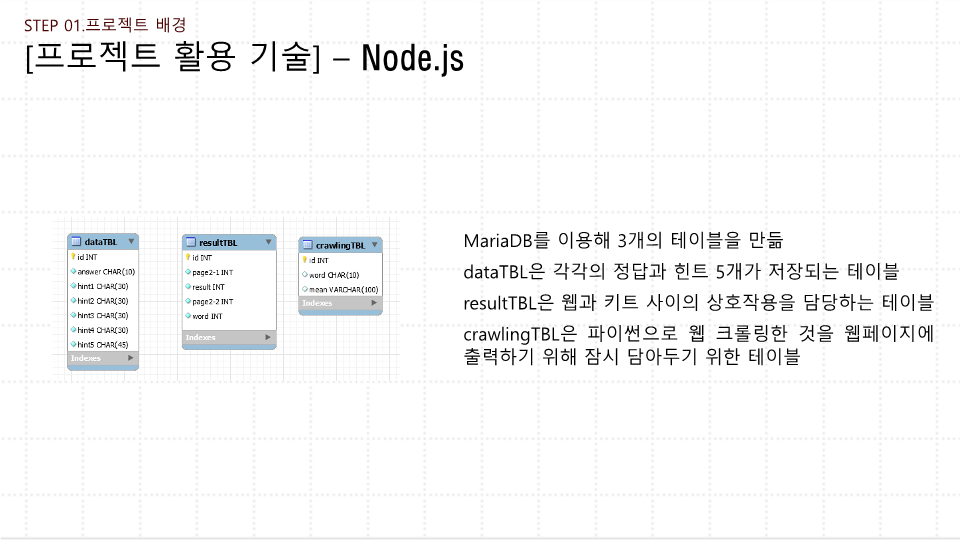 STEP 01.프로젝트 배경
[프로젝트 활용 기술] – Node.js
dataTBL
id INT
answer CHAR(10)
hint1 CHAR(30)
hint2 CHAR(30)
hint3 CHAR(30)
hint4 CHAR(30)
hint5 CHAR(45)
Indexes
resultTBL
id INT
page2-1 INT
result INT
page2-2 INT
word INT
Indexes
crawlingTBL
id INT
word CHAR(10)
mean VARCHAR(100)
Indexes
MariaDB를 이용해 3개의 테이블을 만듦
dataTBL은 각각의 정답과 힌트 5개가 저장되는 테이블
resultTBL은 웹과 키트 사이의 상호작용을 담당하는 테이블
crawlingTBL은 파이썬으로 웹 크롤링한 것을 웹페이지에
출력하기 위해 잠시 담아두기 위한 테이블